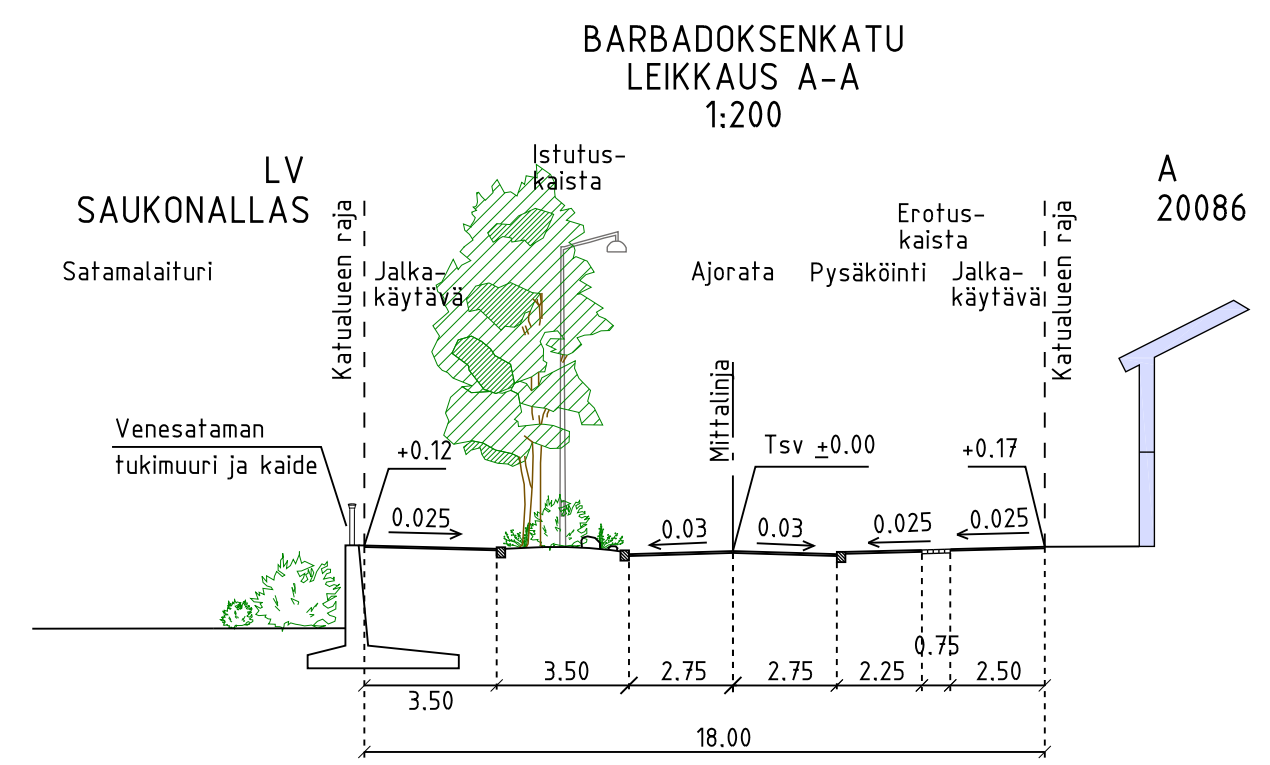 BARBADOKSENKATU
LEIKKAUS A-A
1:200
LV
SAUKONALLAS
Istutus-
kaista
A
20086
Satamalaituri
Katualueen raja
Jalka-
käytävä
Ajorata
Pysäköinti
Erotus-
kaista
Jalka-
käytävä
Katualueen raja
Mittalinja
Venesataman
tukimuuri ja kaide
+0.12
Tsv ±0.00
+0.17
0.025
0.03
0.03
0.025
0.025
3.50
3.50
2.75
2.75
2.25
0.75
2.50
18.00